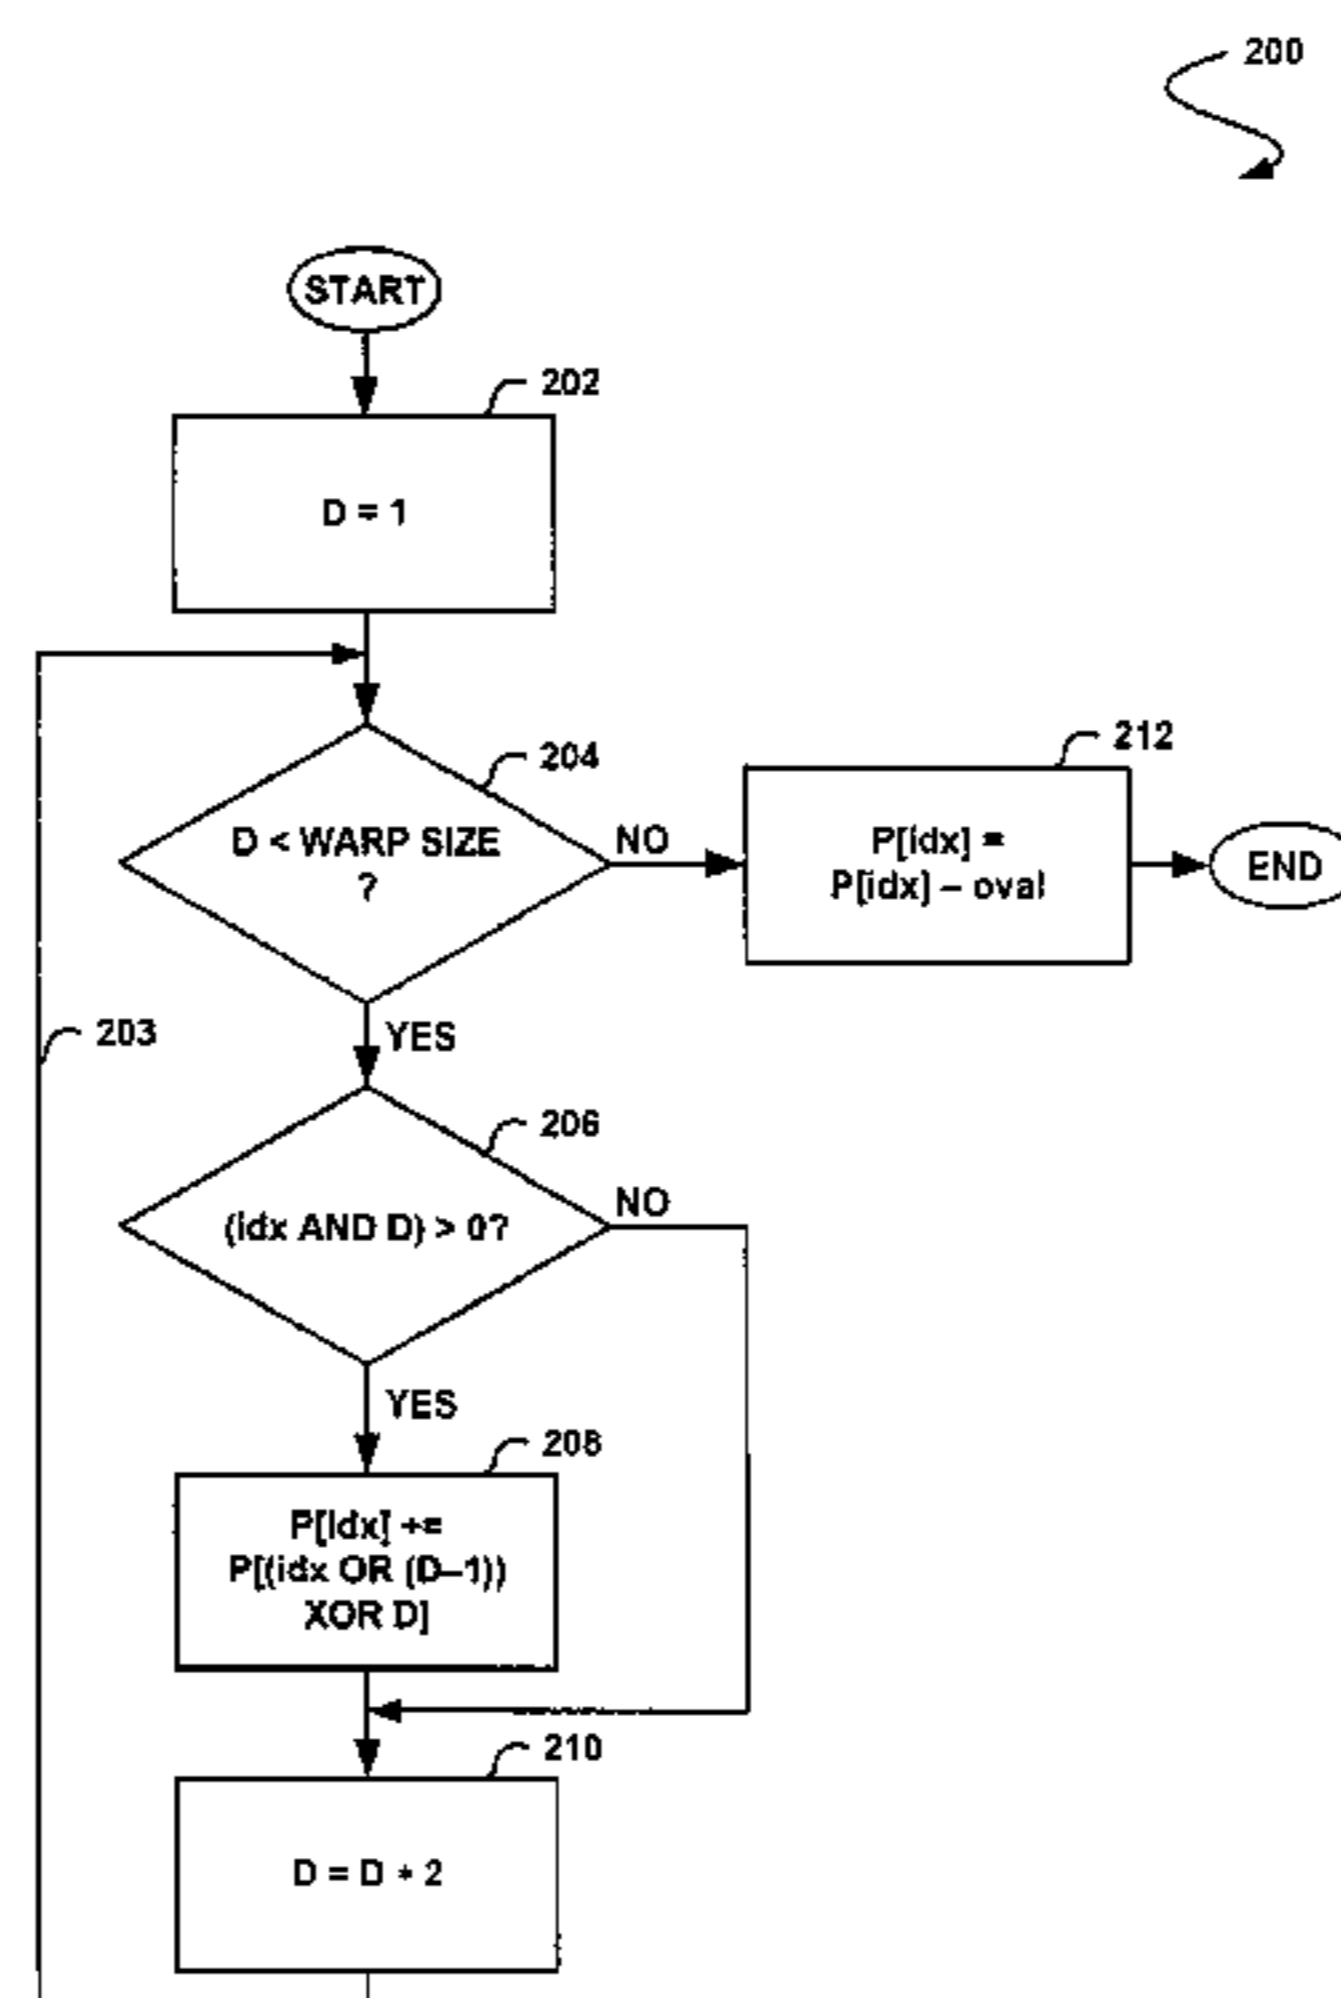 200
START
202
D = 1
204
D < WARP SIZE
?
NO
212
P[idx] =
P[idx] – oval
END
203
YES
206
(idx AND D) > 0?
NO
YES
208
P[idx] +=
P[(idx OR (D–1))
XOR D]
210
D = D * 2